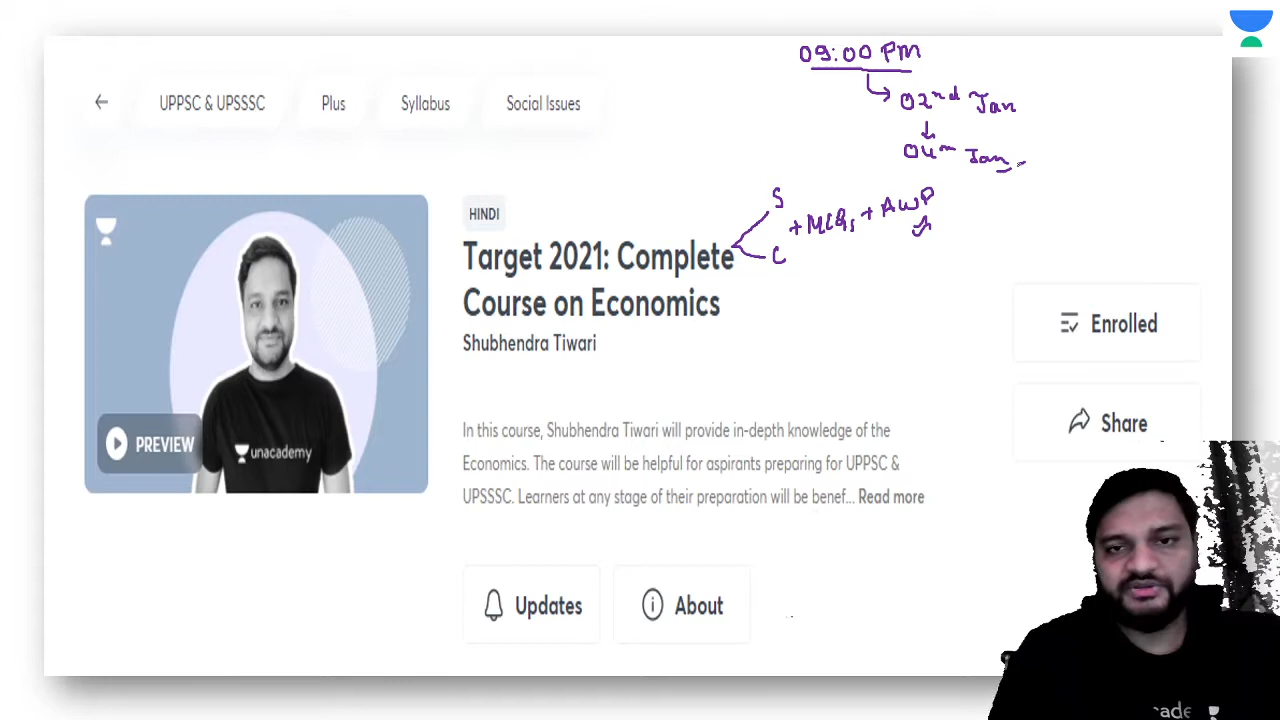 09:00 PM
02nd Jan
04th Jan
UPPSC & UPSSSC
Plus
Syllabus
Social Issues
HINDI
S
+ MCQs + AWP
C
Target 2021: Complete
Course on Economics
Shubhendra Tiwari
Enrolled
Share
PREVIEW
unacademy
In this course, Shubhendra Tiwari will provide in-depth knowledge of the
Economics. The course will be helpful for aspirants preparing for UPPSC &
UPSSSC. Learners at any stage of their preparation will be benef... Read more
Updates
About